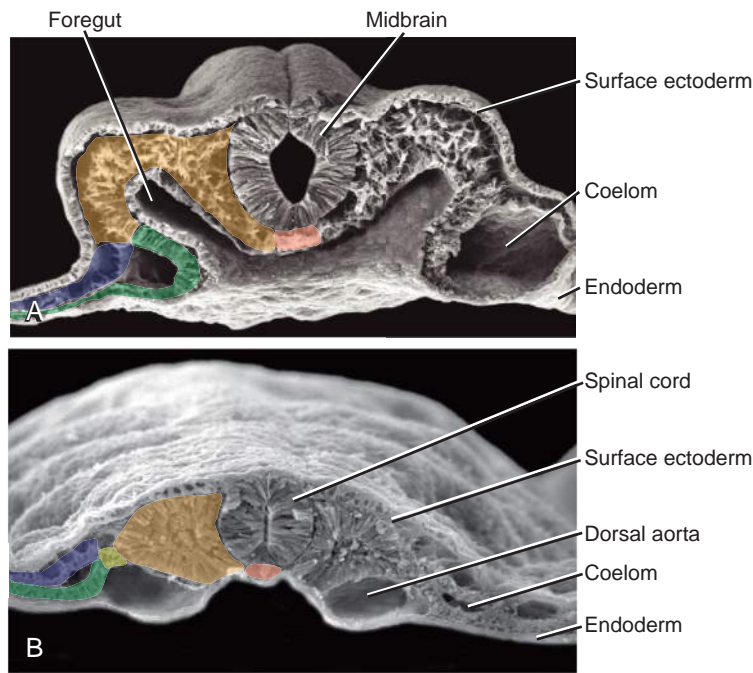 Foregut
Midbrain
Surface ectoderm
Coelom
Endoderm
A
Spinal cord
Surface ectoderm
Dorsal aorta
Coelom
Endoderm
B